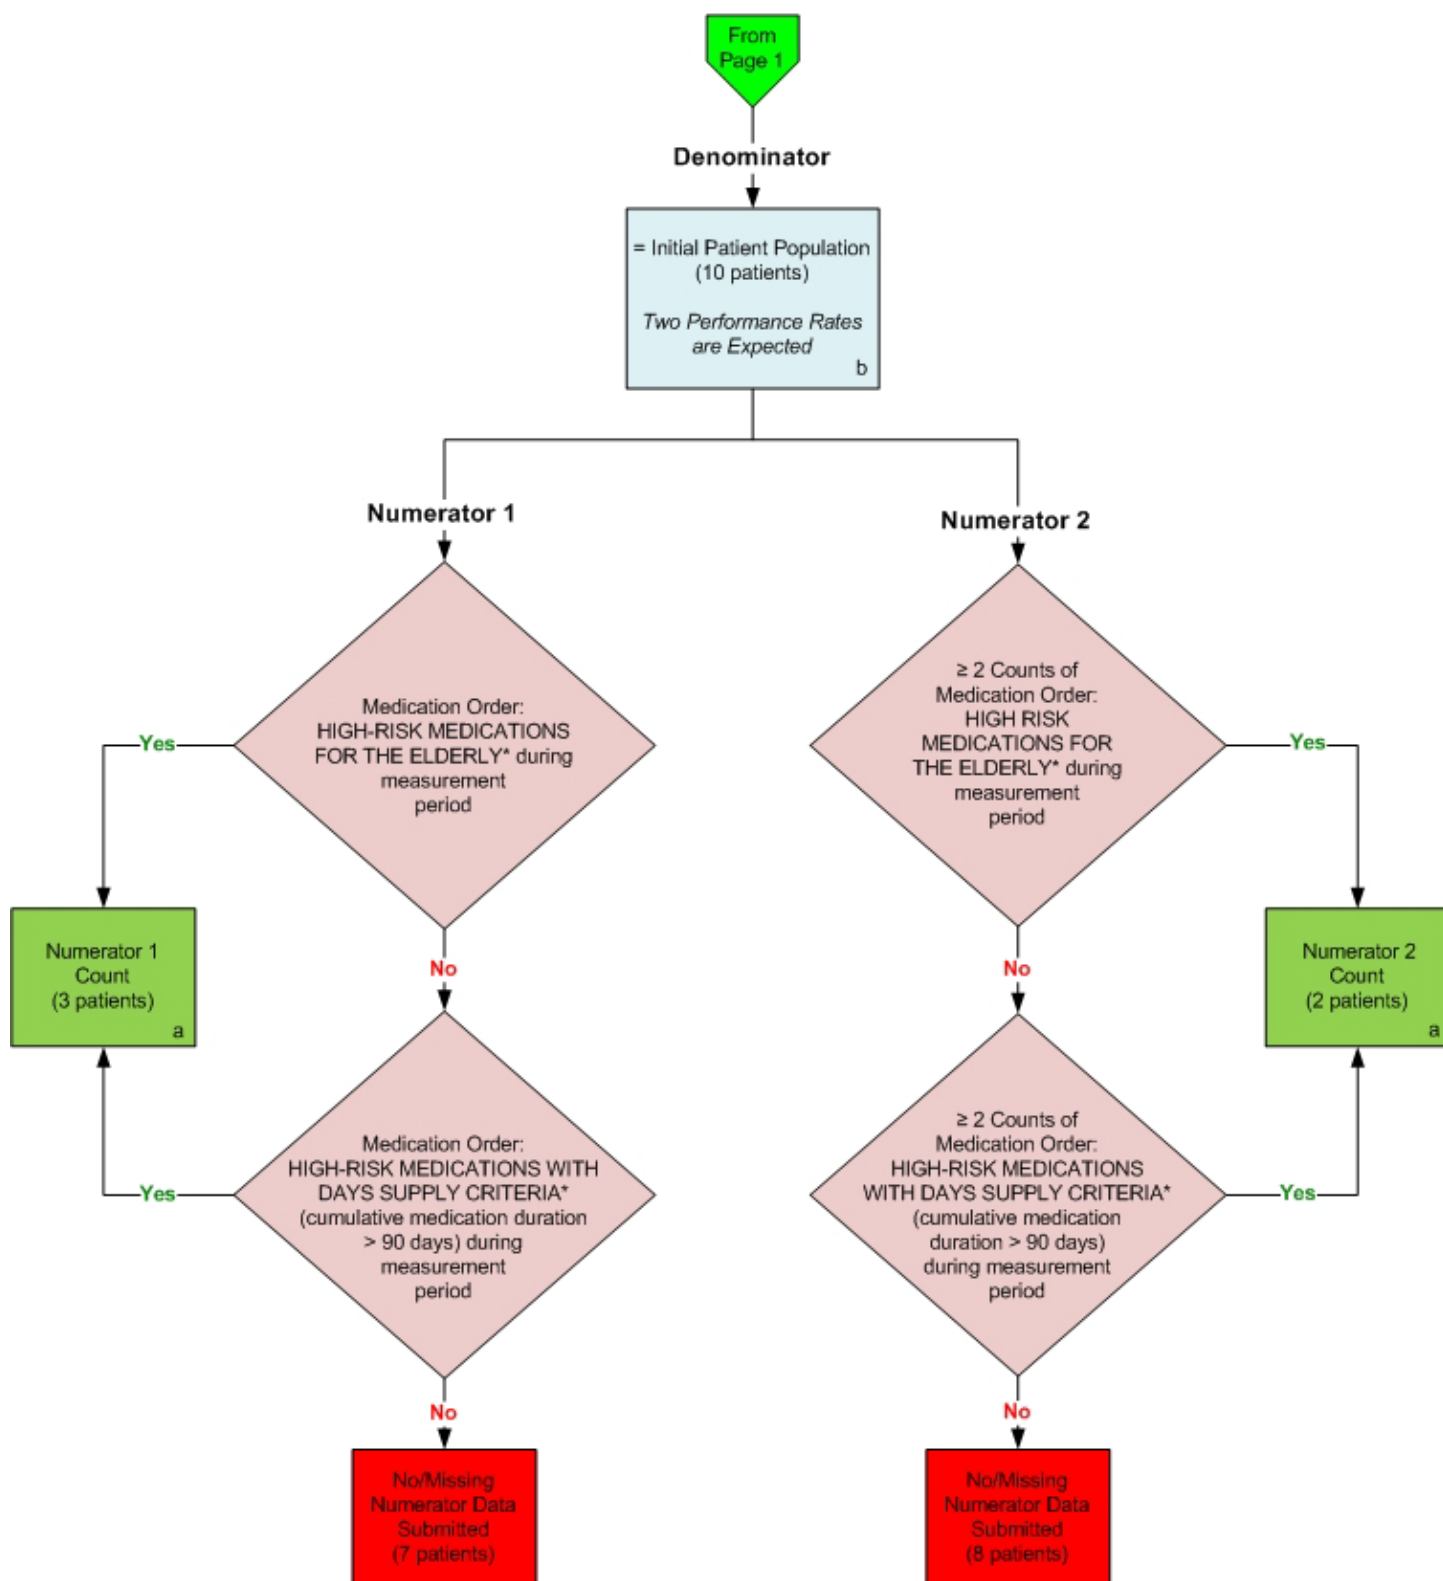 From
Page 1
Denominator
= Initial Patient Population
(10 patients)
Two Performance Rates
are Expected
b
Numerator 1
Medication Order:
HIGH-RISK MEDICATIONS
FOR THE ELDERLY* during
measurement
period
Yes
No
Numerator 1
Count
(3 patients)
a
Medication Order:
HIGH-RISK MEDICATIONS WITH
DAYS SUPPLY CRITERIA*
(cumulative medication duration
> 90 days) during
measurement
period
Yes
No
No/Missing
Numerator Data
Submitted
(7 patients)
Numerator 2
≥ 2 Counts of
Medication Order:
HIGH RISK
MEDICATIONS FOR
THE ELDERLY* during
measurement
period
Yes
No
Numerator 2
Count
(2 patients)
a
≥ 2 Counts of
Medication Order:
HIGH-RISK MEDICATIONS
WITH DAYS SUPPLY CRITERIA*
(cumulative medication
duration > 90 days)
during measurement
period
Yes
No
No/Missing
Numerator Data
Submitted
(8 patients)